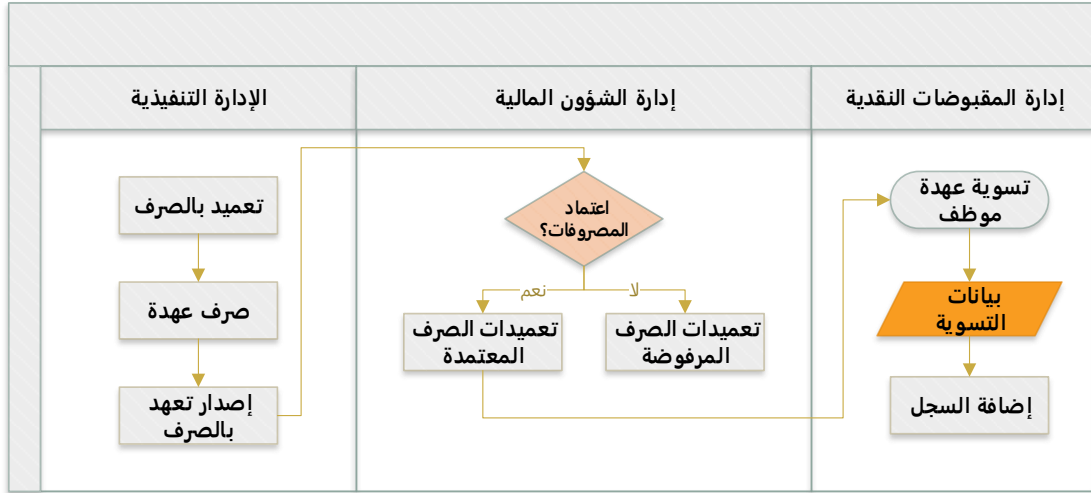 الإدارة التنفيذية
إدارة الشؤون المالية
إدارة المقبوضات النقدية
تعميد بالصرف
صرف عهدة
إصدار تعهد
بالصرف
اعتماد
المصروفات؟
نعم
لا
تعميدات الصرف
المعتمدة
تعميدات الصرف
المرفوضة
تسوية عهدة
موظف
بيانات
التسوية
إضافة السجل